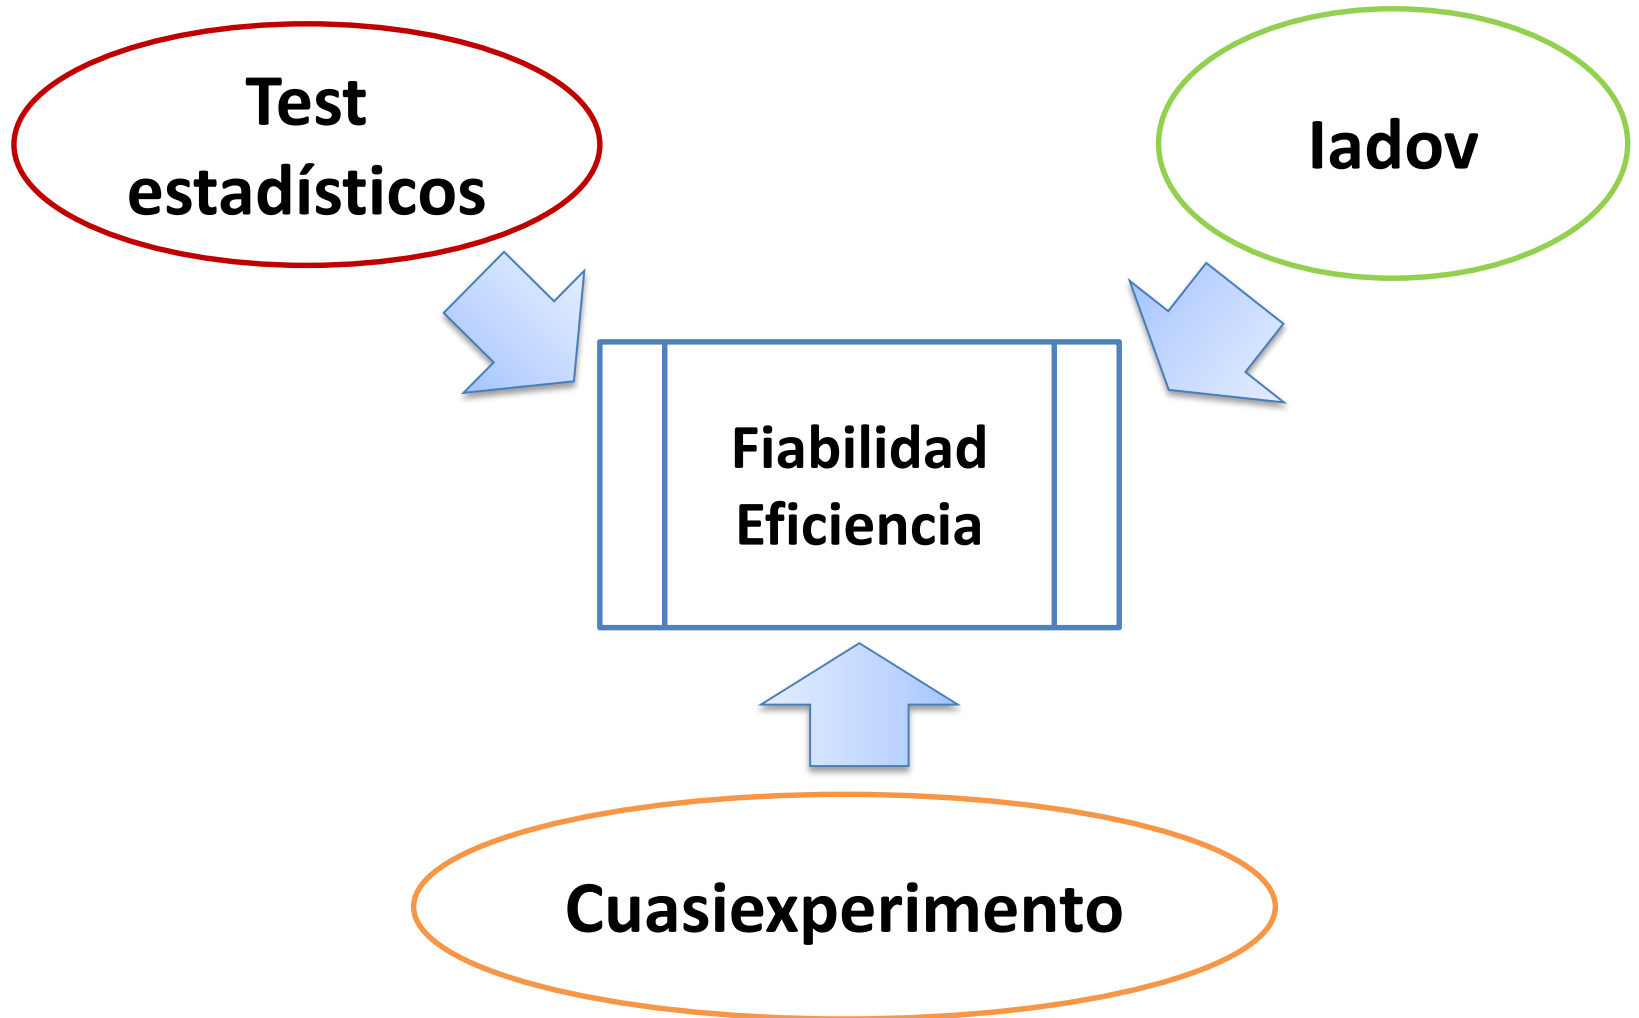 Test
estadísticos
Iadov
Fiabilidad
Eficiencia
Cuasiexperimento